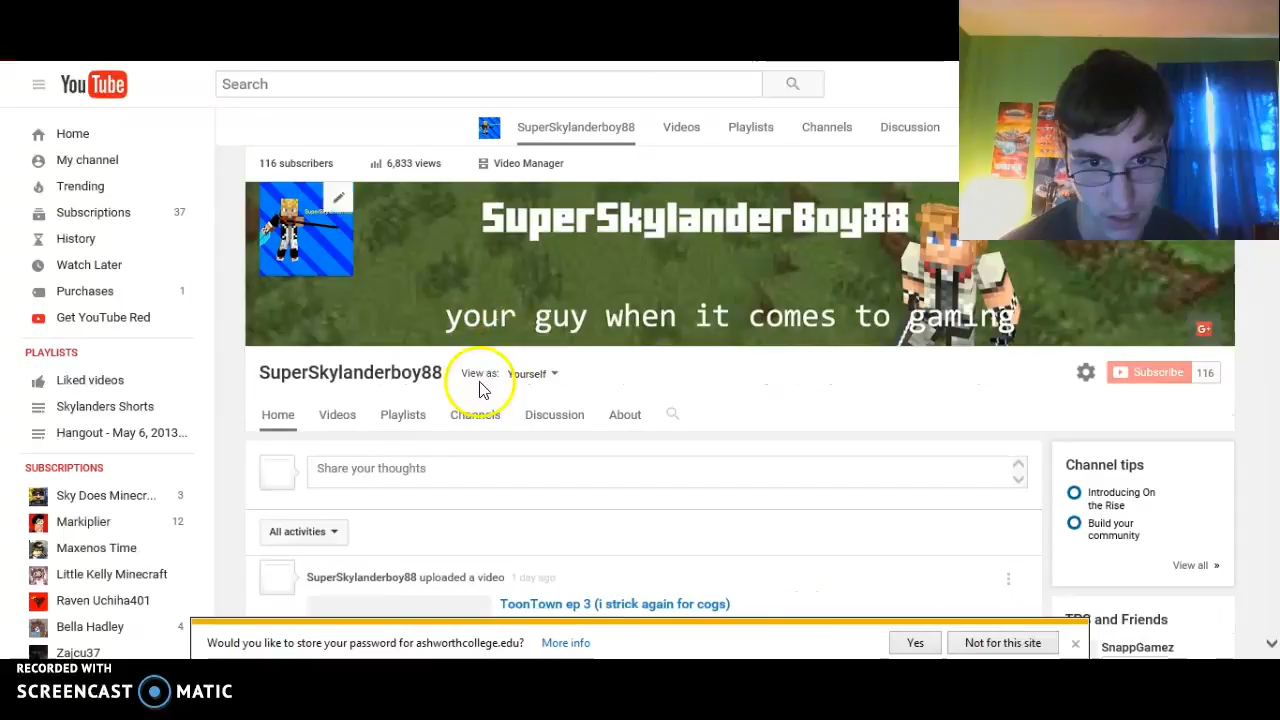 YouTube
Search
Home
My channel
Trending
Subscriptions 37
History
Watch Later
Purchases 1
Get YouTube Red
PLAYLISTS
Liked videos
Skylanders Shorts
Hangout - May 6, 2013...
SUBSCRIPTIONS
Sky Does Minecr... 3
Markiplier 12
Maxenos Time
Little Kelly Minecraft
Raven Uchiha401
Bella Hadley 4
Zajcu37
SuperSkylanderboy88 Videos Playlists Channels Discussion
116 subscribers 6,833 views Video Manager
SuperSkylanderBoy88
your guy when it comes to gaming
G+
SuperSkylanderboy88 View as: Yourself
Subscribe 116
Home Videos Playlists Channels Discussion About
Share your thoughts
All activities
SuperSkylanderboy88 uploaded a video 1 day ago
ToonTown ep 3 (i strick again for cogs)
Channel tips
Introducing On
the Rise
Build your
community
View all »
and Friends
SnappGamez
Would you like to store your password for ashworthcollege.edu? More info Yes Not for this site
RECORDED WITH
SCREENCAST MATIC